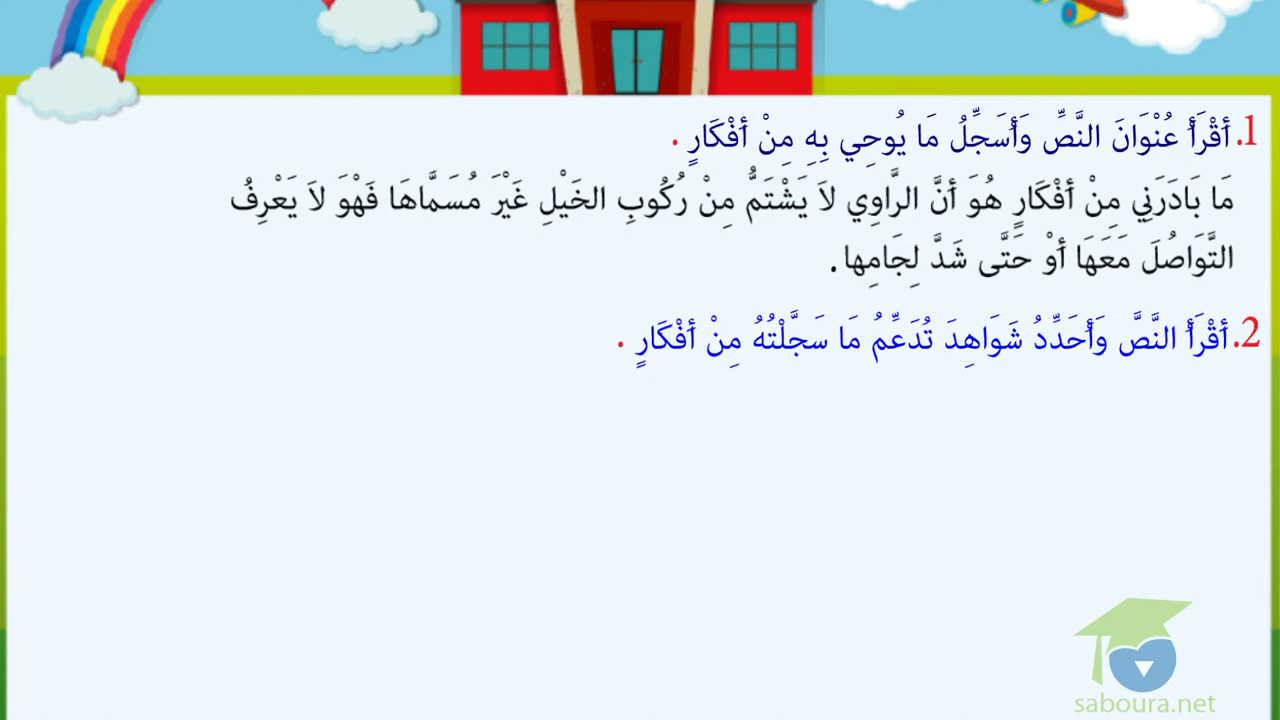 1. أَقْرَأُ عُنْوَانَ النَّصِّ وَأُسَجِّلُ مَا يُوحِي بِهِ مِنْ أَفْكَارٍ .
مَا بَادَرَنِي مِنْ أَفْكَارٍ هُوَ أَنَّ الرَّاوِي لاَ يَشْتَمُّ مِنْ رُكُوبِ الخَيْلِ غَيْرَ مُسَمَّاهَا فَهْوَ لاَ يَعْرِفُ
التَّوَاصُلَ مَعَهَا أَوْ حَتَّى شَدَّ لِجَامِها.
2. أَقْرَأُ النَّصَّ وَأُحَدِّدُ شَوَاهِدَ تُدَعِّمُ مَا سَجَّلْتُهُ مِنْ أَفْكَارٍ .
saboura.net